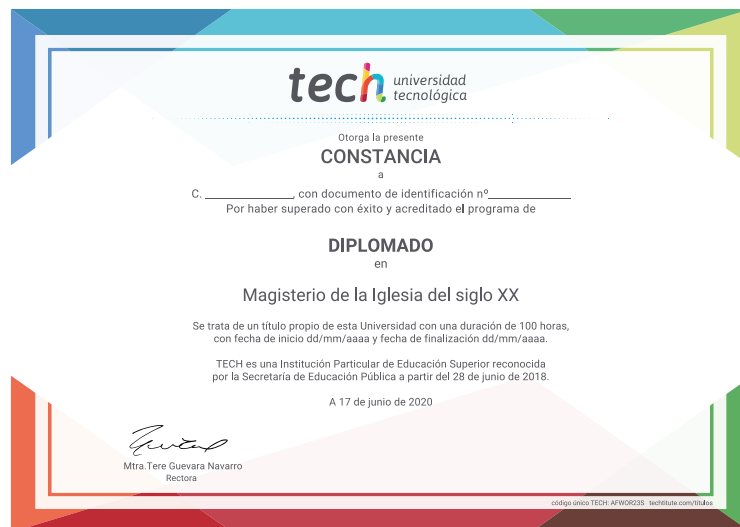 tech universidad
tecnológica
Otorga la presente
CONSTANCIA
a
C. ______________, con documento de identificación nº_____________
Por haber superado con éxito y acreditado el programa de
DIPLOMADO
en
Magisterio de la Iglesia del siglo XX
Se trata de un título propio de esta Universidad con una duración de 100 horas,
con fecha de inicio dd/mm/aaaa y fecha de finalización dd/mm/aaaa.
TECH es una Institución Particular de Educación Superior reconocida
por la Secretaría de Educación Pública a partir del 28 de junio de 2018.
A 17 de junio de 2020
Mtra.Tere Guevara Navarro
Rectora
código único TECH: AFWOR23S techtitute.com/títulos